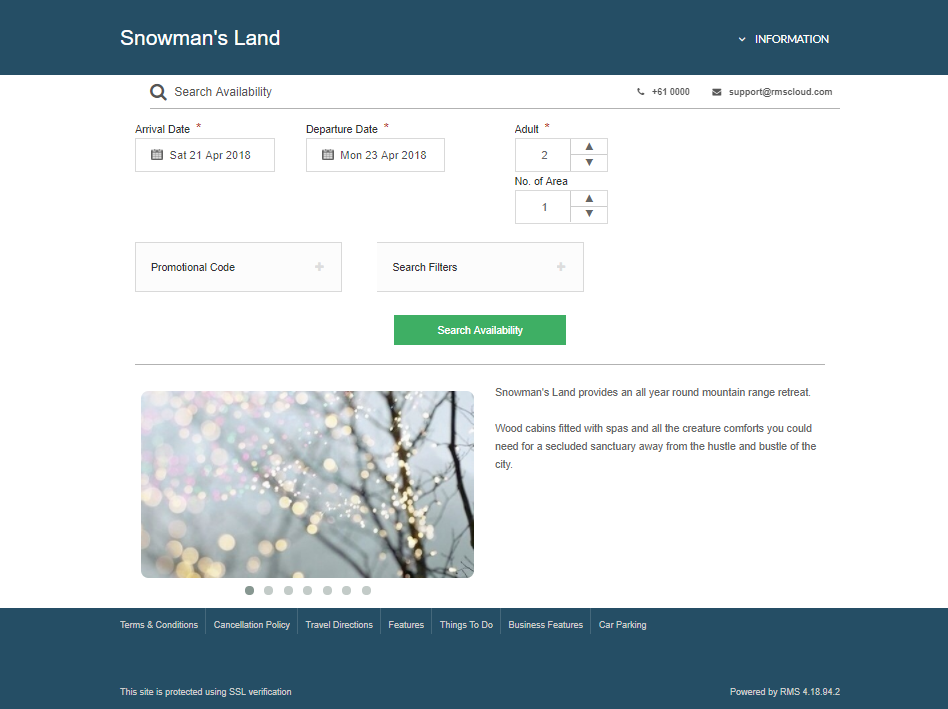 Snowman's Land
INFORMATION
Search Availability
+61 0000
support@rmscloud.com
Arrival Date *
Departure Date *
Adult *
Sat 21 Apr 2018
Mon 23 Apr 2018
2
No. of Area
1
Promotional Code
Search Filters
Search Availability
Snowman's Land provides an all year round mountain range retreat.
Wood cabins fitted with spas and all the creature comforts you could
need for a secluded sanctuary away from the hustle and bustle of the
city.
Terms & Conditions
Cancellation Policy
Travel Directions
Features
Things To Do
Business Features
Car Parking
This site is protected using SSL verification
Powered by RMS 4.18.94.2